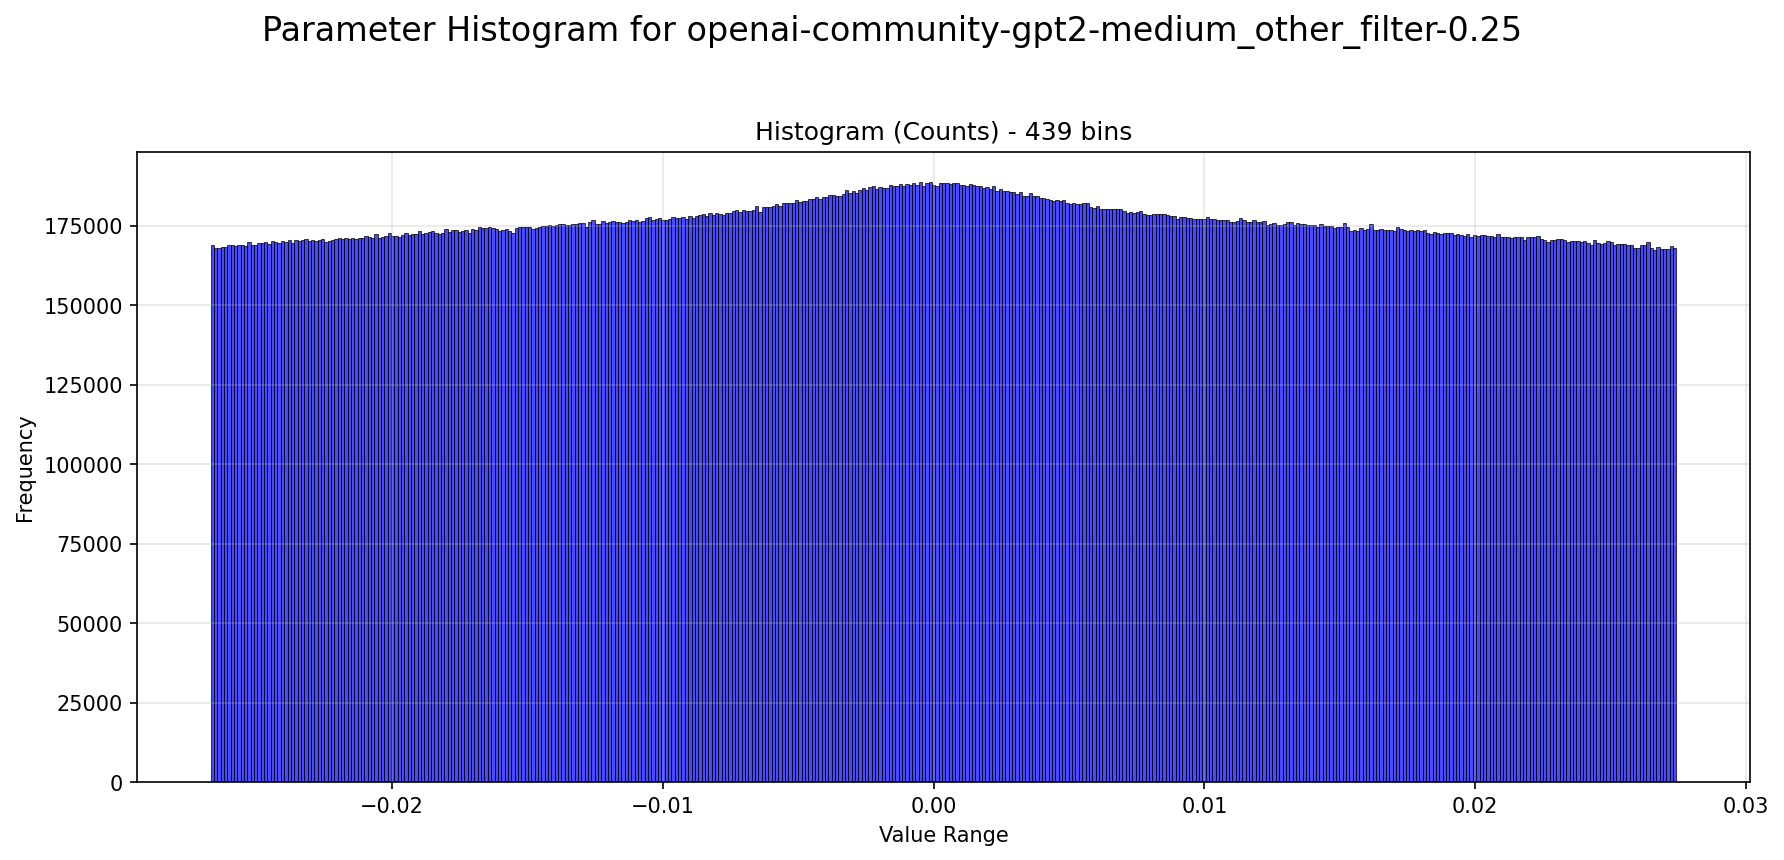 Parameter Histogram for openai-community-gpt2-medium_other_filter-0.25
Histogram (Counts) - 439 bins
175000
150000
125000
100000
75000
50000
25000
0
Frequency
−0.02 −0.01 0.00 0.01 0.02 0.03
Value Range